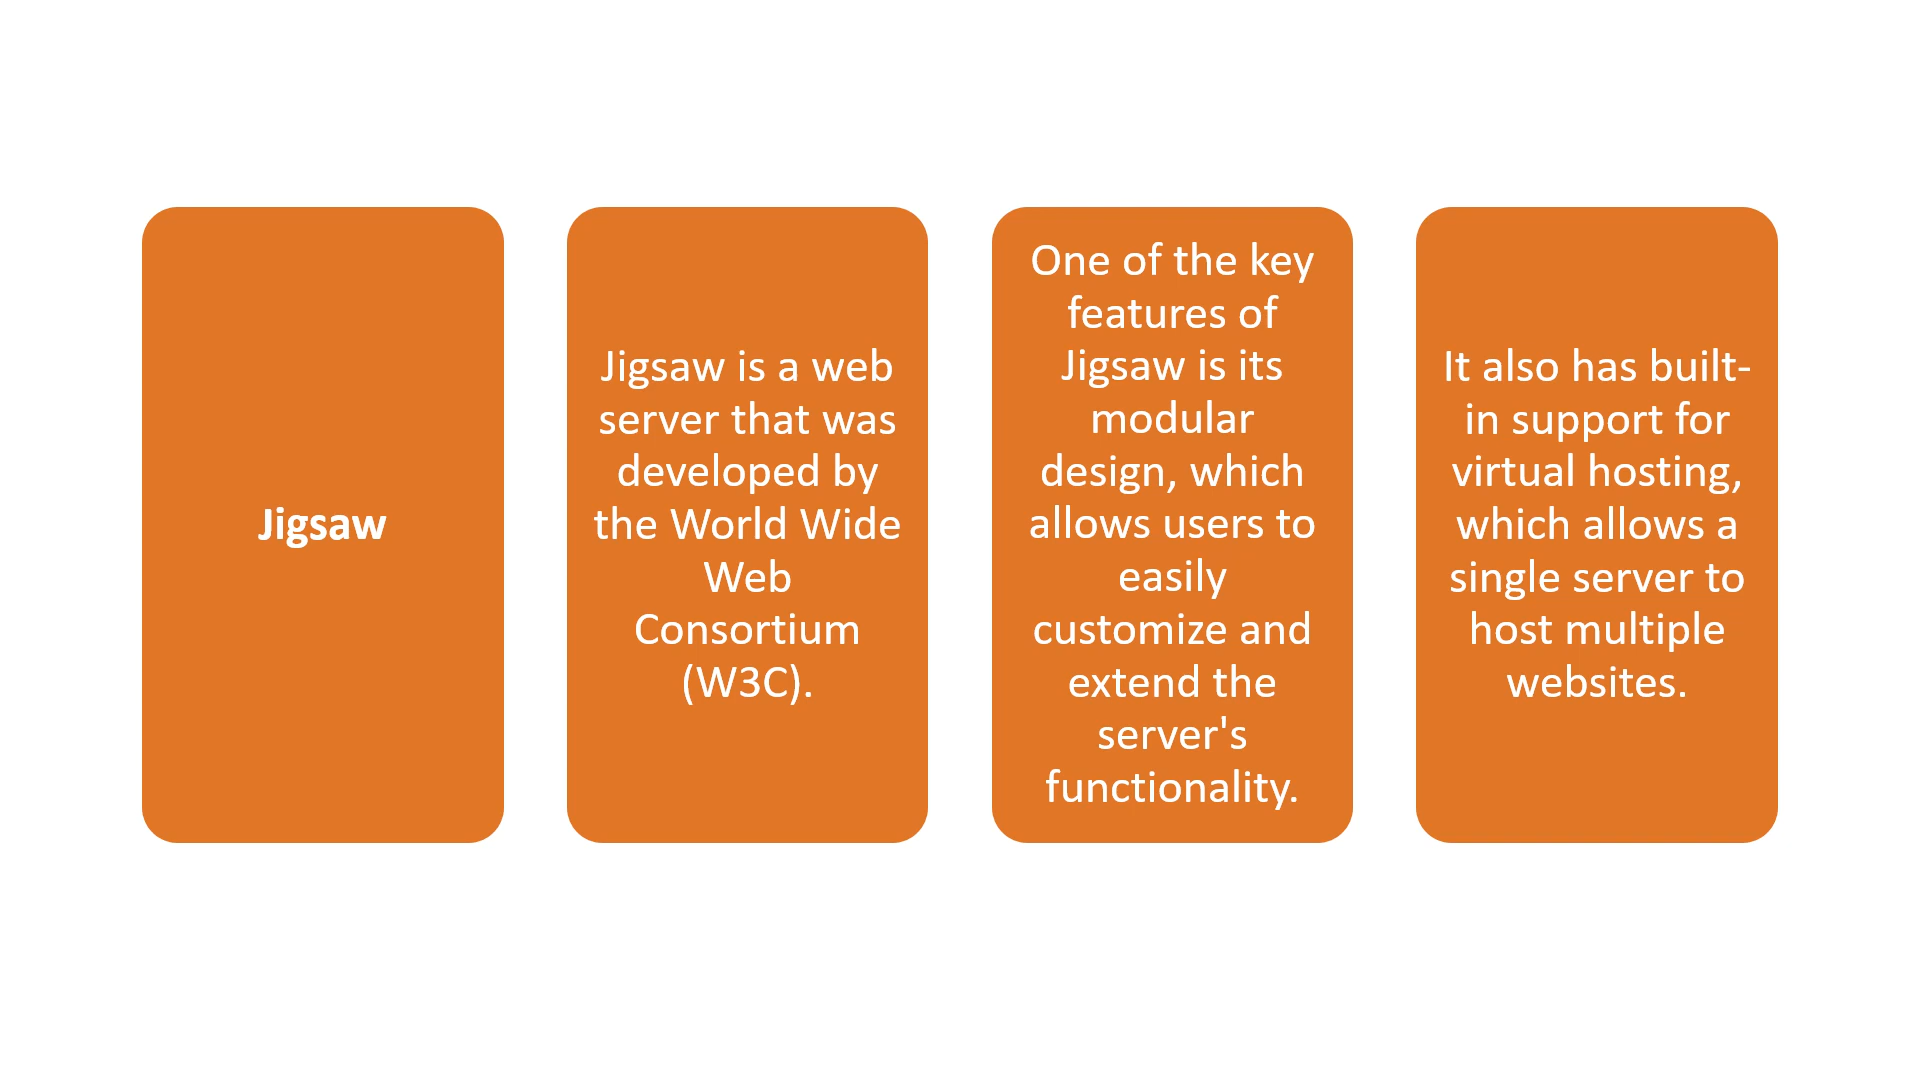 Jigsaw
Jigsaw is a web
server that was
developed by
the World Wide
Web
Consortium
(W3C).
One of the key
features of
Jigsaw is its
modular
design, which
allows users to
easily
customize and
extend the
server's
functionality.
It also has built-
in support for
virtual hosting,
which allows a
single server to
host multiple
websites.